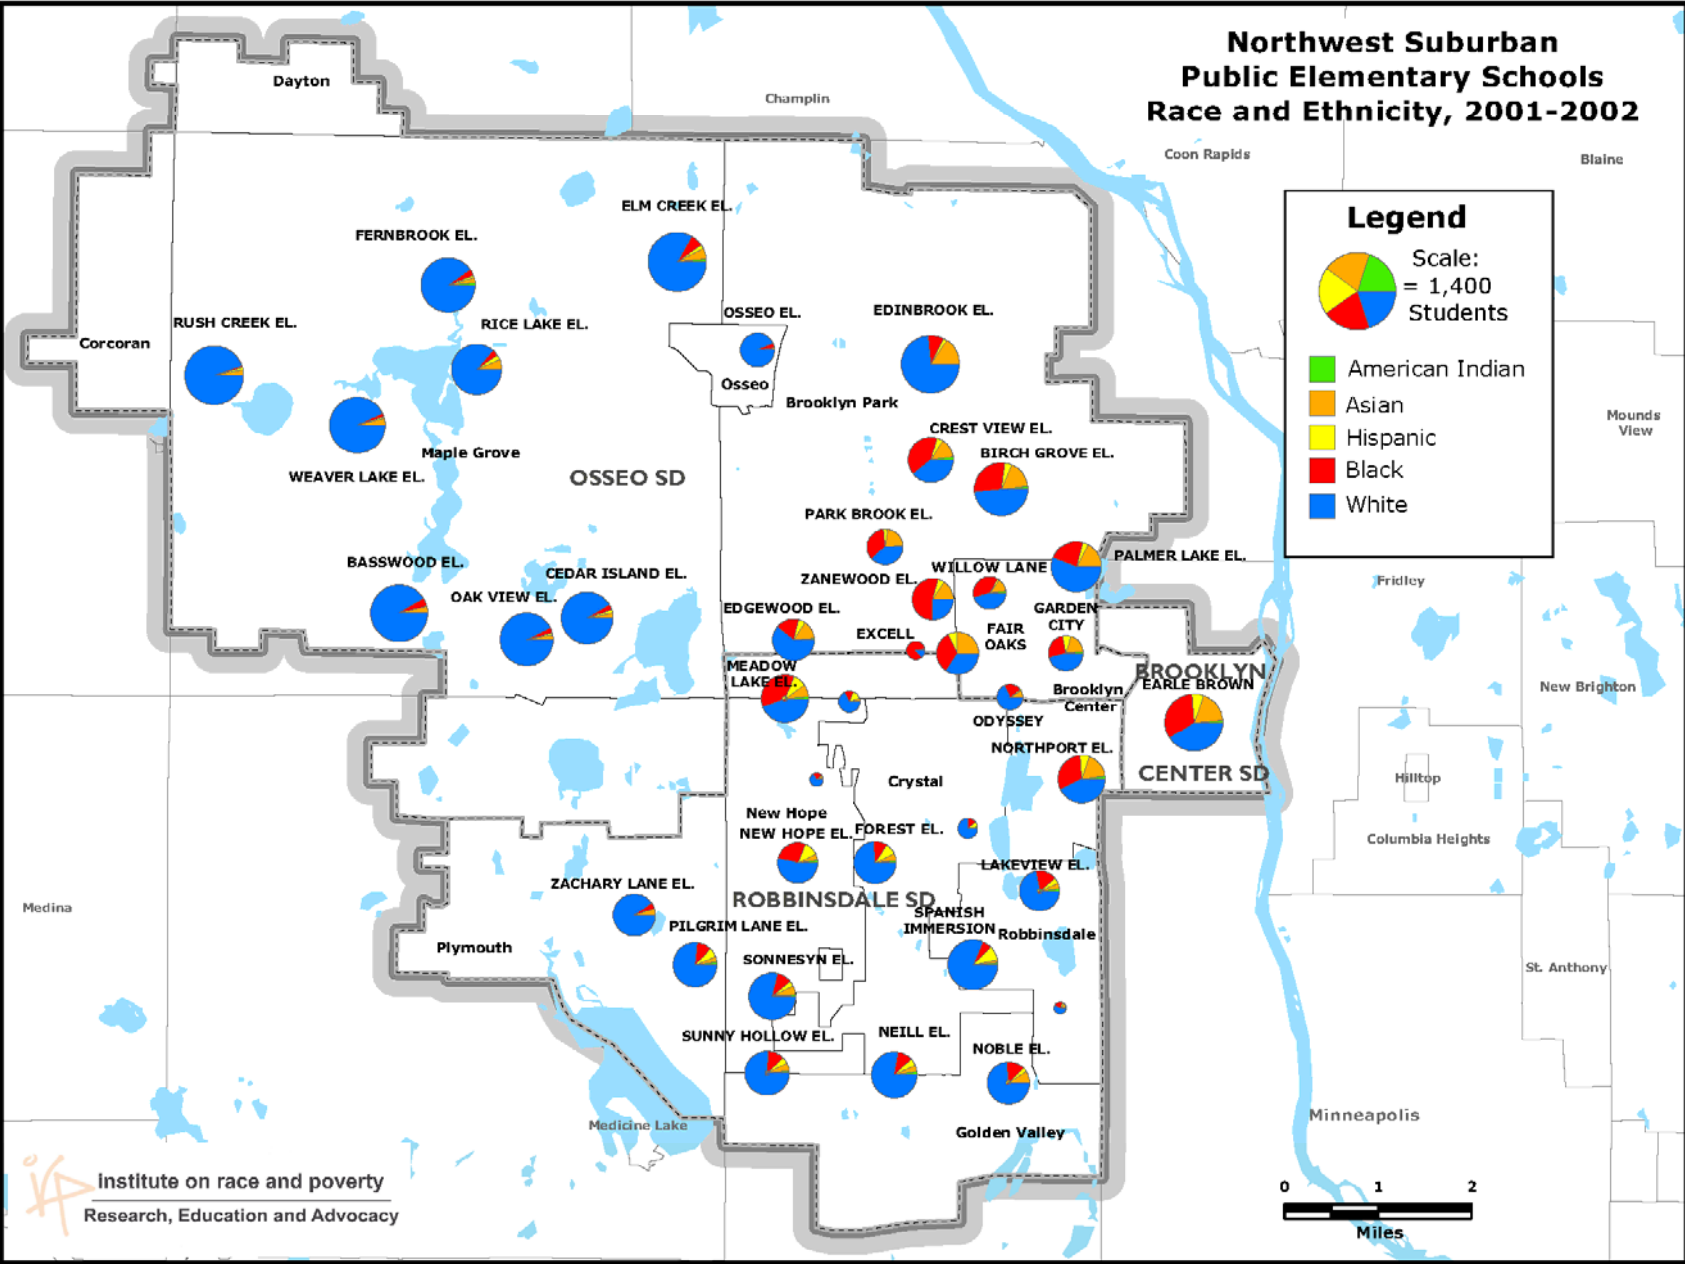 Northwest Suburban
Public Elementary Schools
Race and Ethnicity, 2001-2002
Dayton
Champlin
Coon Rapids
Blaine
Legend
Scale:
= 1,400
Students
American Indian
Asian
Hispanic
Black
White
ELM CREEK EL.
FERNBROOK EL.
RUSH CREEK EL.
RICE LAKE EL.
OSSEO EL.
EDINBROOK EL.
Corcoran
Osseo
Brooklyn Park
Mounds
View
CREST VIEW EL.
BIRCH GROVE EL.
Maple Grove
WEAVER LAKE EL.
OSSEO SD
PARK BROOK EL.
BASSWOOD EL.
CEDAR ISLAND EL.
OAK VIEW EL.
ZANEWOOD EL.
WILLOW LANE
PALMER LAKE EL.
Fridley
EDGEWOOD EL.
GARDEN
CITY
EXCELL
FAIR
OAKS
MEADOW
LAKE EL.
BROOKLYN
EARLE BROWN
New Brighton
Brooklyn
Center
ODYSSEY
NORTHPORT EL.
CENTER SD
Hilltop
Crystal
New Hope
NEW HOPE EL.
FOREST EL.
Columbia Heights
LAKEVIEW EL.
ZACHARY LANE EL.
ROBBINSDALE SD
Medina
SPANISH
IMMERSION
PILGRIM LANE EL.
Robbinsdale
Plymouth
SONNESYN EL.
St. Anthony
SUNNY HOLLOW EL.
NEILL EL.
NOBLE EL.
Medicine Lake
Golden Valley
Minneapolis
irp
institute on race and poverty
Research, Education and Advocacy
0 1 2
Miles